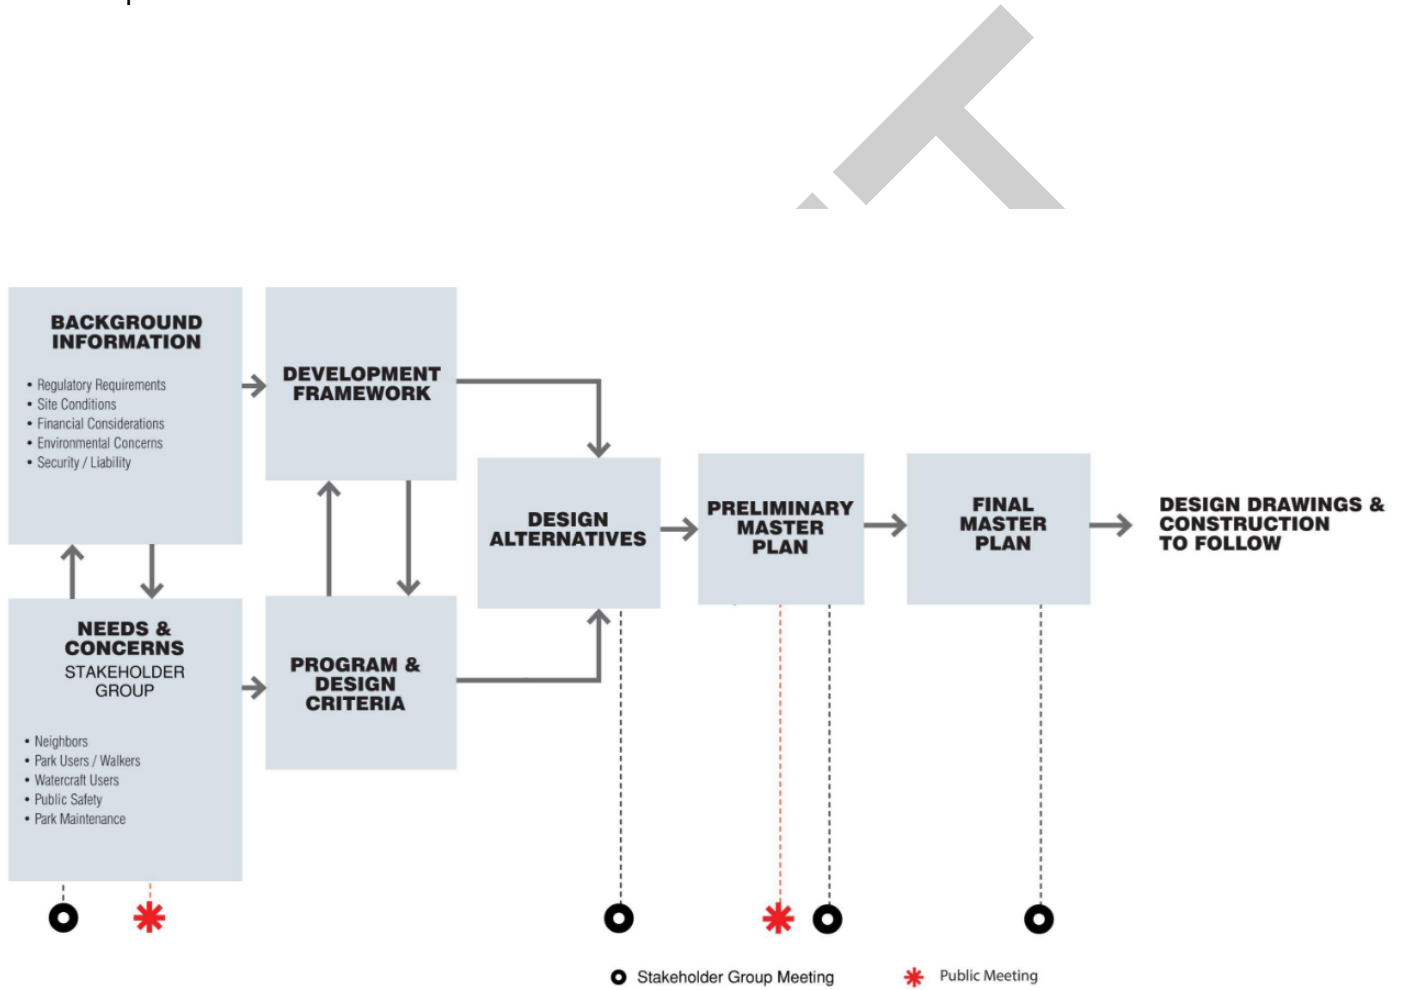 BACKGROUND
INFORMATION
• Regulatory Requirements
• Site Conditions
• Financial Considerations
• Environmental Concerns
• Security / Liability
DEVELOPMENT
FRAMEWORK
NEEDS &
CONCERNS
STAKEHOLDER
GROUP
• Neighbors
• Park Users / Walkers
• Watercraft Users
• Public Safety
• Park Maintenance
PROGRAM &
DESIGN
CRITERIA
DESIGN
ALTERNATIVES
PRELIMINARY
MASTER
PLAN
FINAL
MASTER
PLAN
DESIGN DRAWINGS &
CONSTRUCTION
TO FOLLOW
Stakeholder Group Meeting
Public Meeting